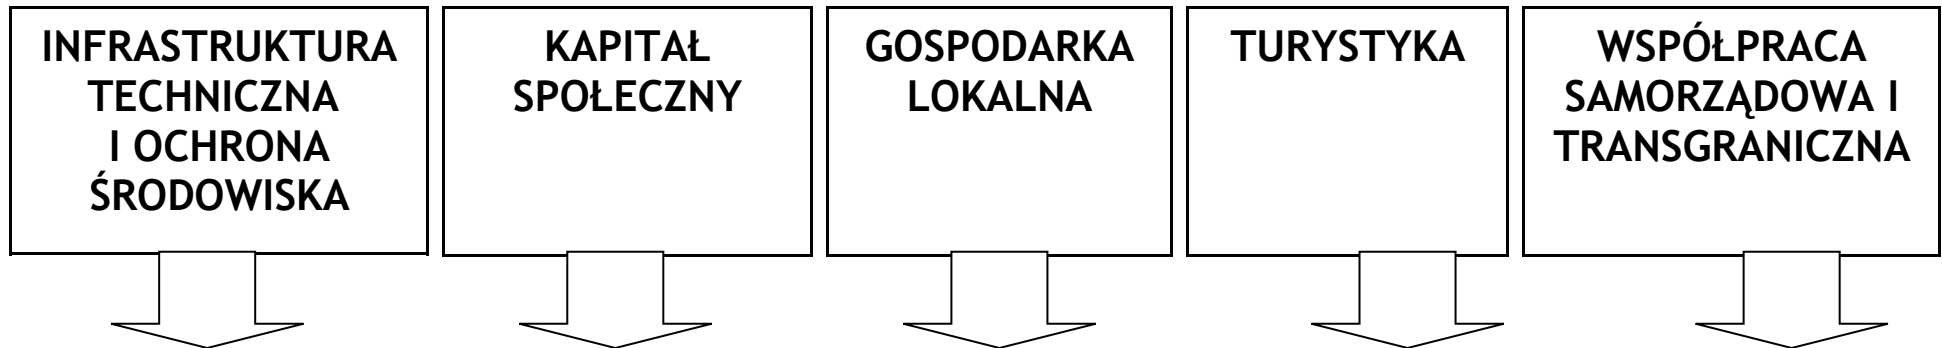 INFRASTRUKTURA
TECHNICZNA
I OCHRONA
ŚRODOWISKA
KAPITAŁ
SPOŁECZNY
GOSPODARKA
LOKALNA
TURYSTYKA
WSPÓŁPRACA
SAMORZĄDOWA I
TRANSGRANICZNA